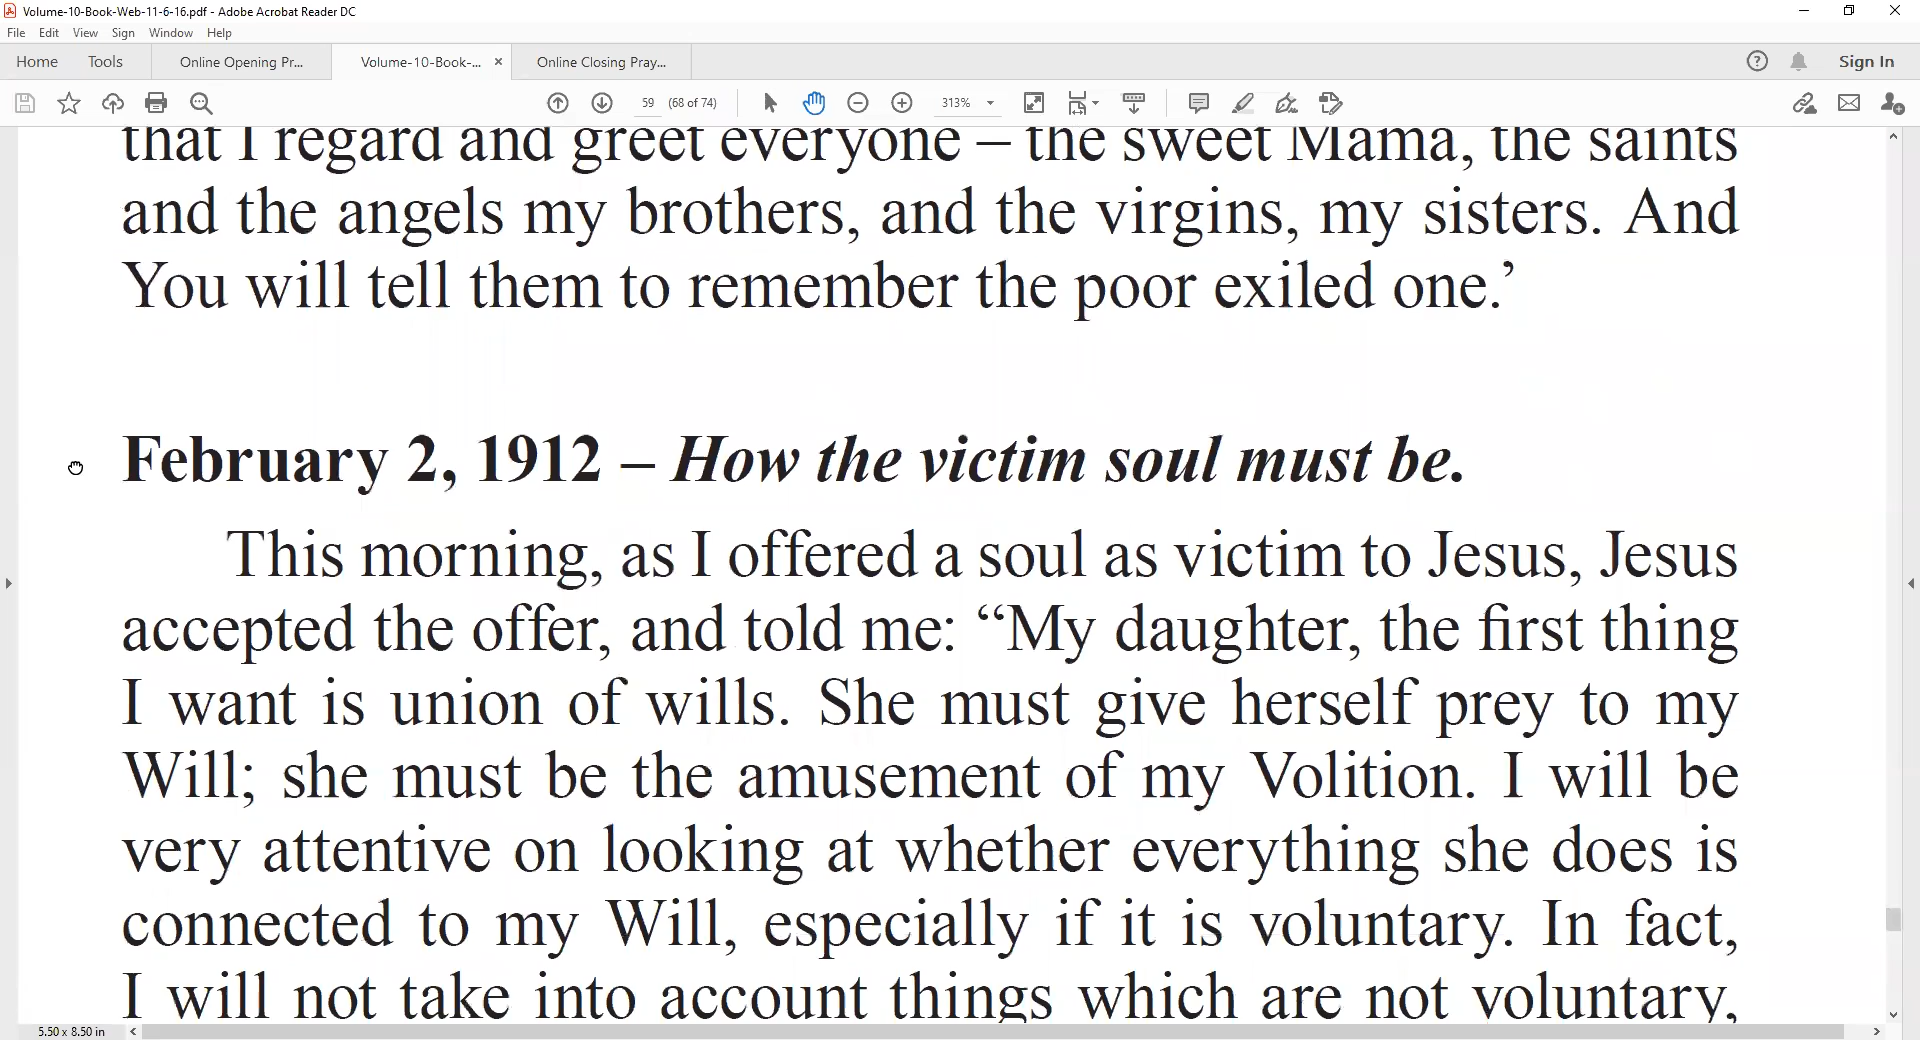 Volume-10-Book-Web-11-6-16.pdf - Adobe Acrobat Reader DC
File Edit View Sign Window Help
Home Tools Online Opening Pr... Volume-10-Book-... × Online Closing Pray... Sign In
59 (68 of 74) 313%
that I regard and greet everyone – the sweet Mama, the saints
and the angels my brothers, and the virgins, my sisters. And
You will tell them to remember the poor exiled one.’
February 2, 1912 – How the victim soul must be.
This morning, as I offered a soul as victim to Jesus, Jesus
accepted the offer, and told me: “My daughter, the first thing
I want is union of wills. She must give herself prey to my
Will; she must be the amusement of my Volition. I will be
very attentive on looking at whether everything she does is
connected to my Will, especially if it is voluntary. In fact,
I will not take into account things which are not voluntary,
5.50 x 8.50 in